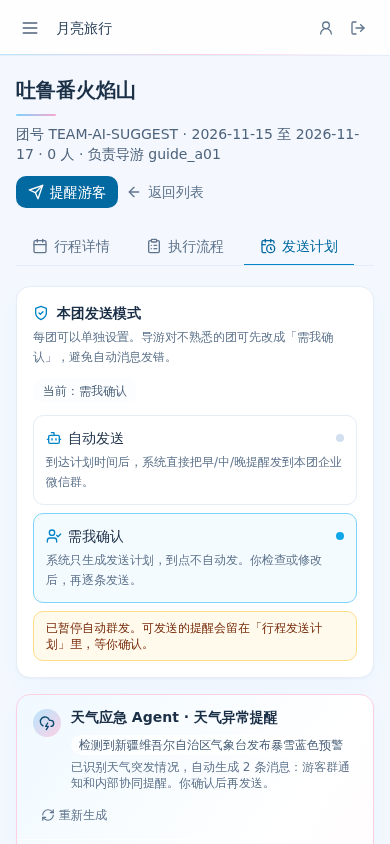 月亮旅行
吐鲁番火焰山
团号 TEAM-AI-SUGGEST · 2026-11-15 至 2026-11-
17 · 0 人 · 负责导游 guide_a01
提醒游客
返回列表
行程详情
执行流程
发送计划
本团发送模式
每团可以单独设置。导游对不熟悉的团可先改成「需我确
认」，避免自动消息发错。
当前：需我确认
自动发送
到达计划时间后，系统直接把早/中/晚提醒发到本团企业
微信群。
需我确认
系统只生成发送计划，到点不自动发。你检查或修改
后，再逐条发送。
已暂停自动群发。可发送的提醒会留在「行程发送计
划」里，等你确认。
天气应急 Agent · 天气异常提醒
检测到新疆维吾尔自治区气象台发布暴雪蓝色预警
已识别天气突发情况，自动生成 2 条消息：游客群通
知和内部协同提醒。你确认后再发送。
重新生成